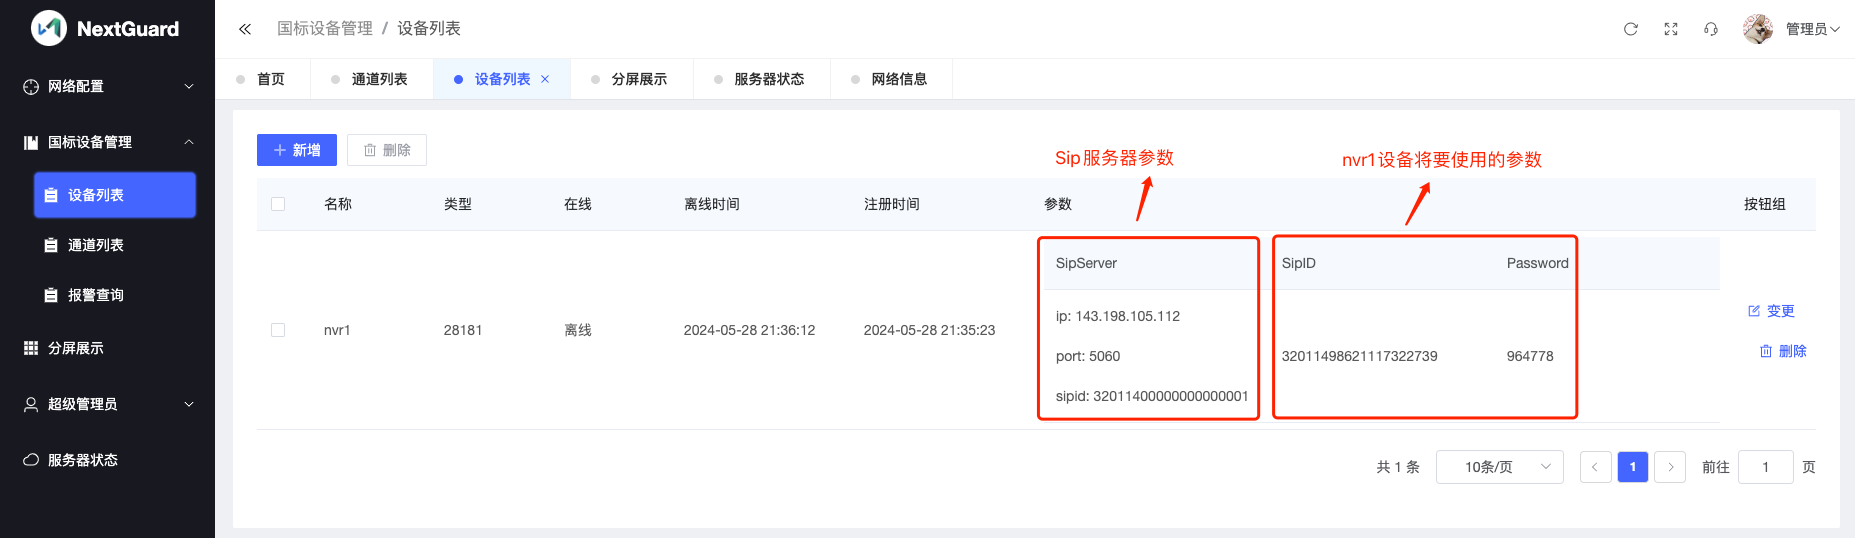 NextGuard
国标设备管理 / 设备列表
管理员
网络配置
国标设备管理
设备列表
通道列表
报警查询
分屏展示
超级管理员
服务器状态
首页
通道列表
设备列表
分屏展示
服务器状态
网络信息
新增
删除
Sip服务器参数
nvr1设备将要使用的参数
名称 类型 在线 离线时间 注册时间 参数 按钮组
SipServer SipID Password
nvr1 28181 离线 2024-05-28 21:36:12 2024-05-28 21:35:23
ip: 143.198.105.112
port: 5060
sipid: 32011400000000000001
32011498621117322739 964778
变更
删除
共 1 条 10条/页 1 前往 1 页